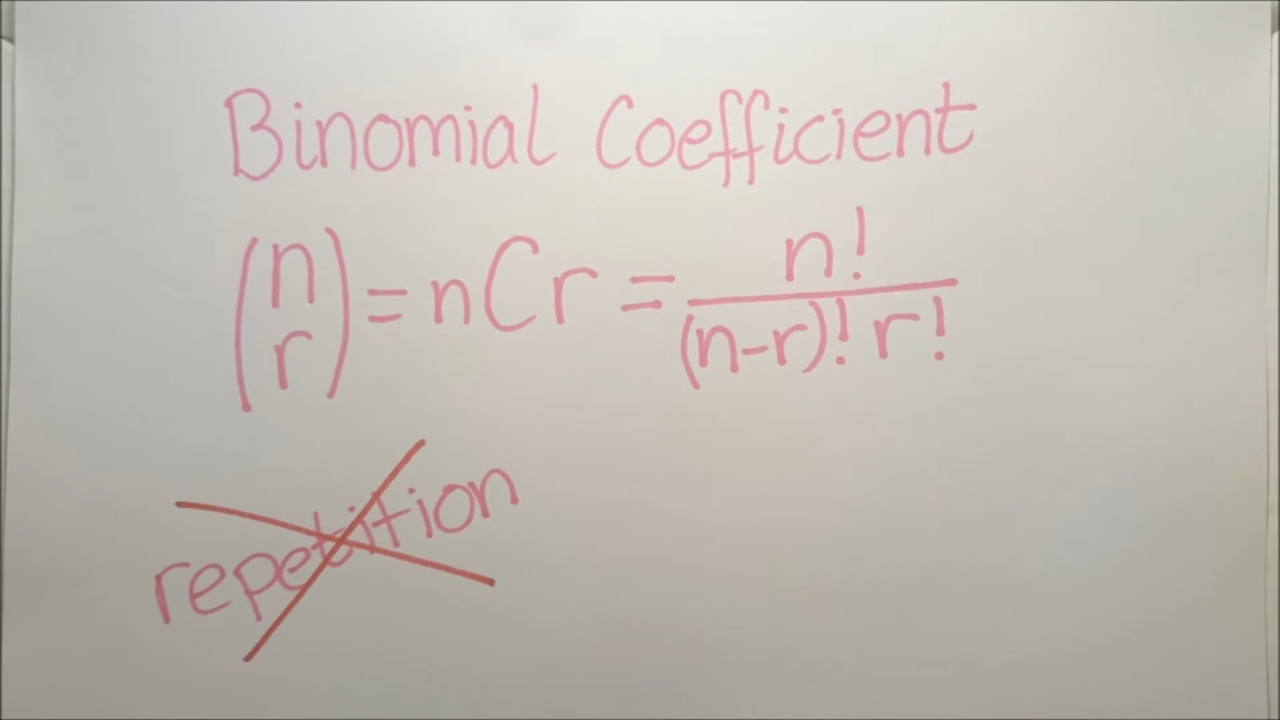 Binomial Coefficient
(n r) = nCr = n! / (n-r)! r!
repetition